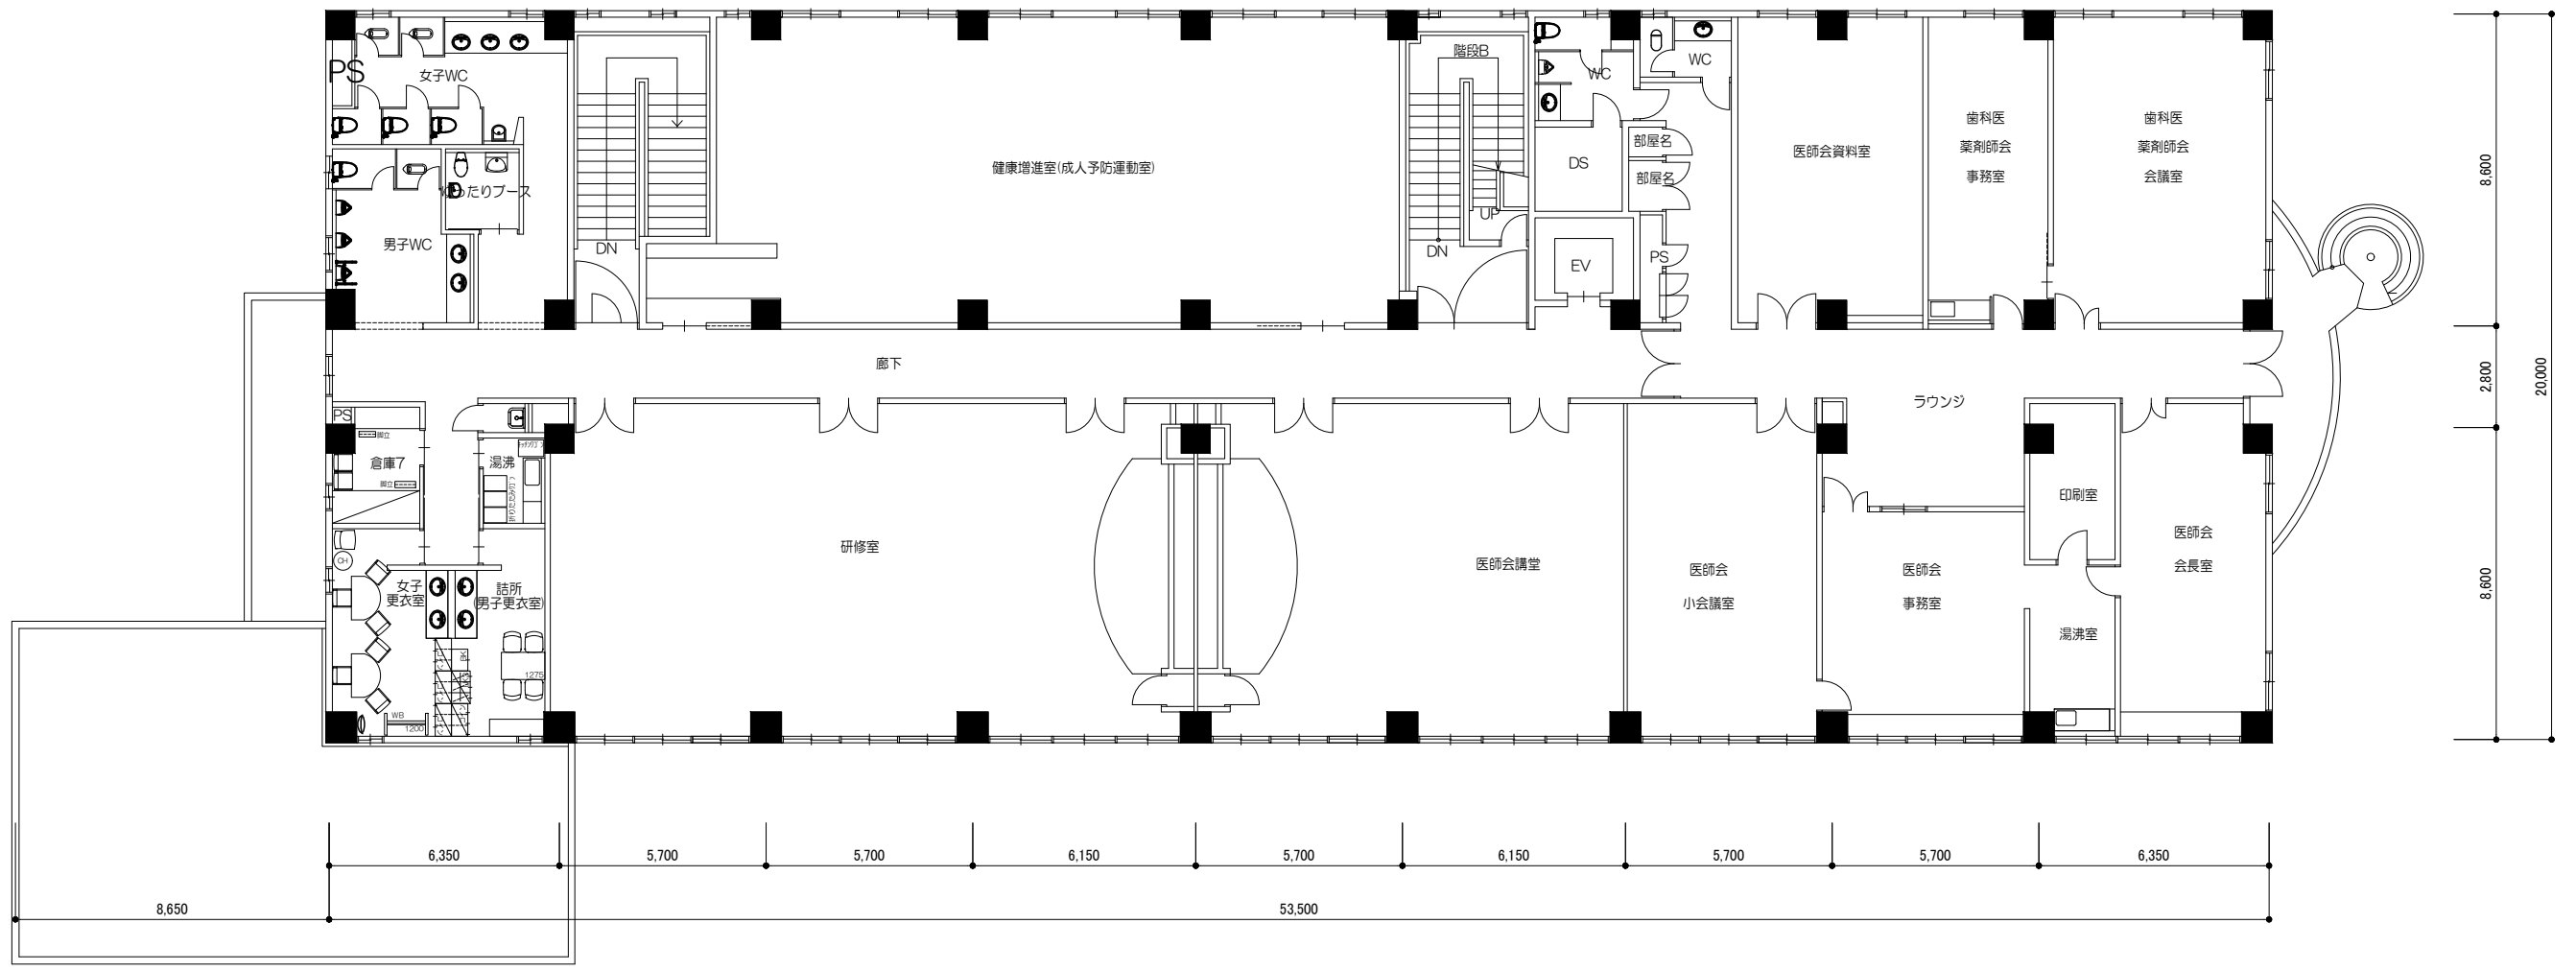 PS
女子WC
ゆったりブース
男子WC
DN
健康増進室(成人予防運動室)
階段B
UP
DN
WC
WC
DS
部屋名
部屋名
EV
PS
医師会資料室
歯科医
薬剤師会
事務室
歯科医
薬剤師会
会議室
廊下
ラウンジ
PS
脚立
倉庫7
脚立
湯沸
CH
女子
更衣室
詰所
(男子更衣室)
1275
WB
1200
研修室
医師会講堂
医師会
小会議室
医師会
事務室
印刷室
湯沸室
医師会
会長室
8,600
2,800
8,600
20,000
6,350
5,700
5,700
6,150
5,700
6,150
5,700
5,700
6,350
8,650
53,500